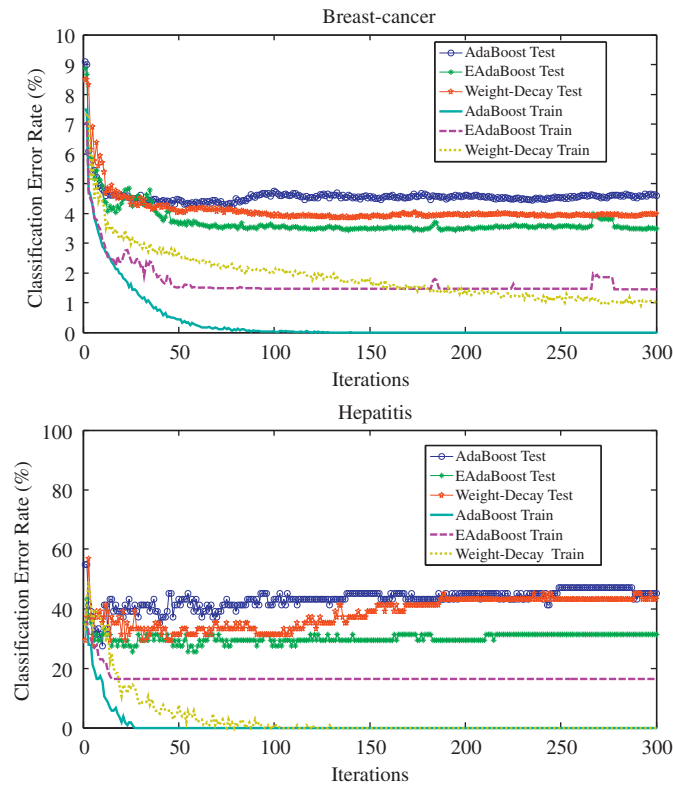 Breast-cancer
Classification Error Rate (%)
10
9
8
7
6
5
4
3
2
1
0
AdaBoost Test
EAdaBoost Test
Weight-Decay Test
AdaBoost Train
EAdaBoost Train
Weight-Decay Train
0 50 100 150 200 250 300
Iterations
Hepatitis
Classification Error Rate (%)
100
80
60
40
20
0
AdaBoost Test
EAdaBoost Test
Weight-Decay Test
AdaBoost Train
EAdaBoost Train
Weight-Decay Train
0 50 100 150 200 250 300
Iterations